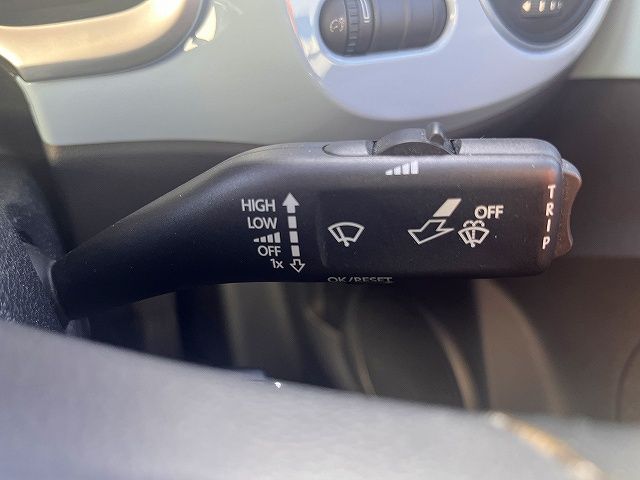 HIGH
LOW
OFF
1x
OFF
TRIP
OK/RESET